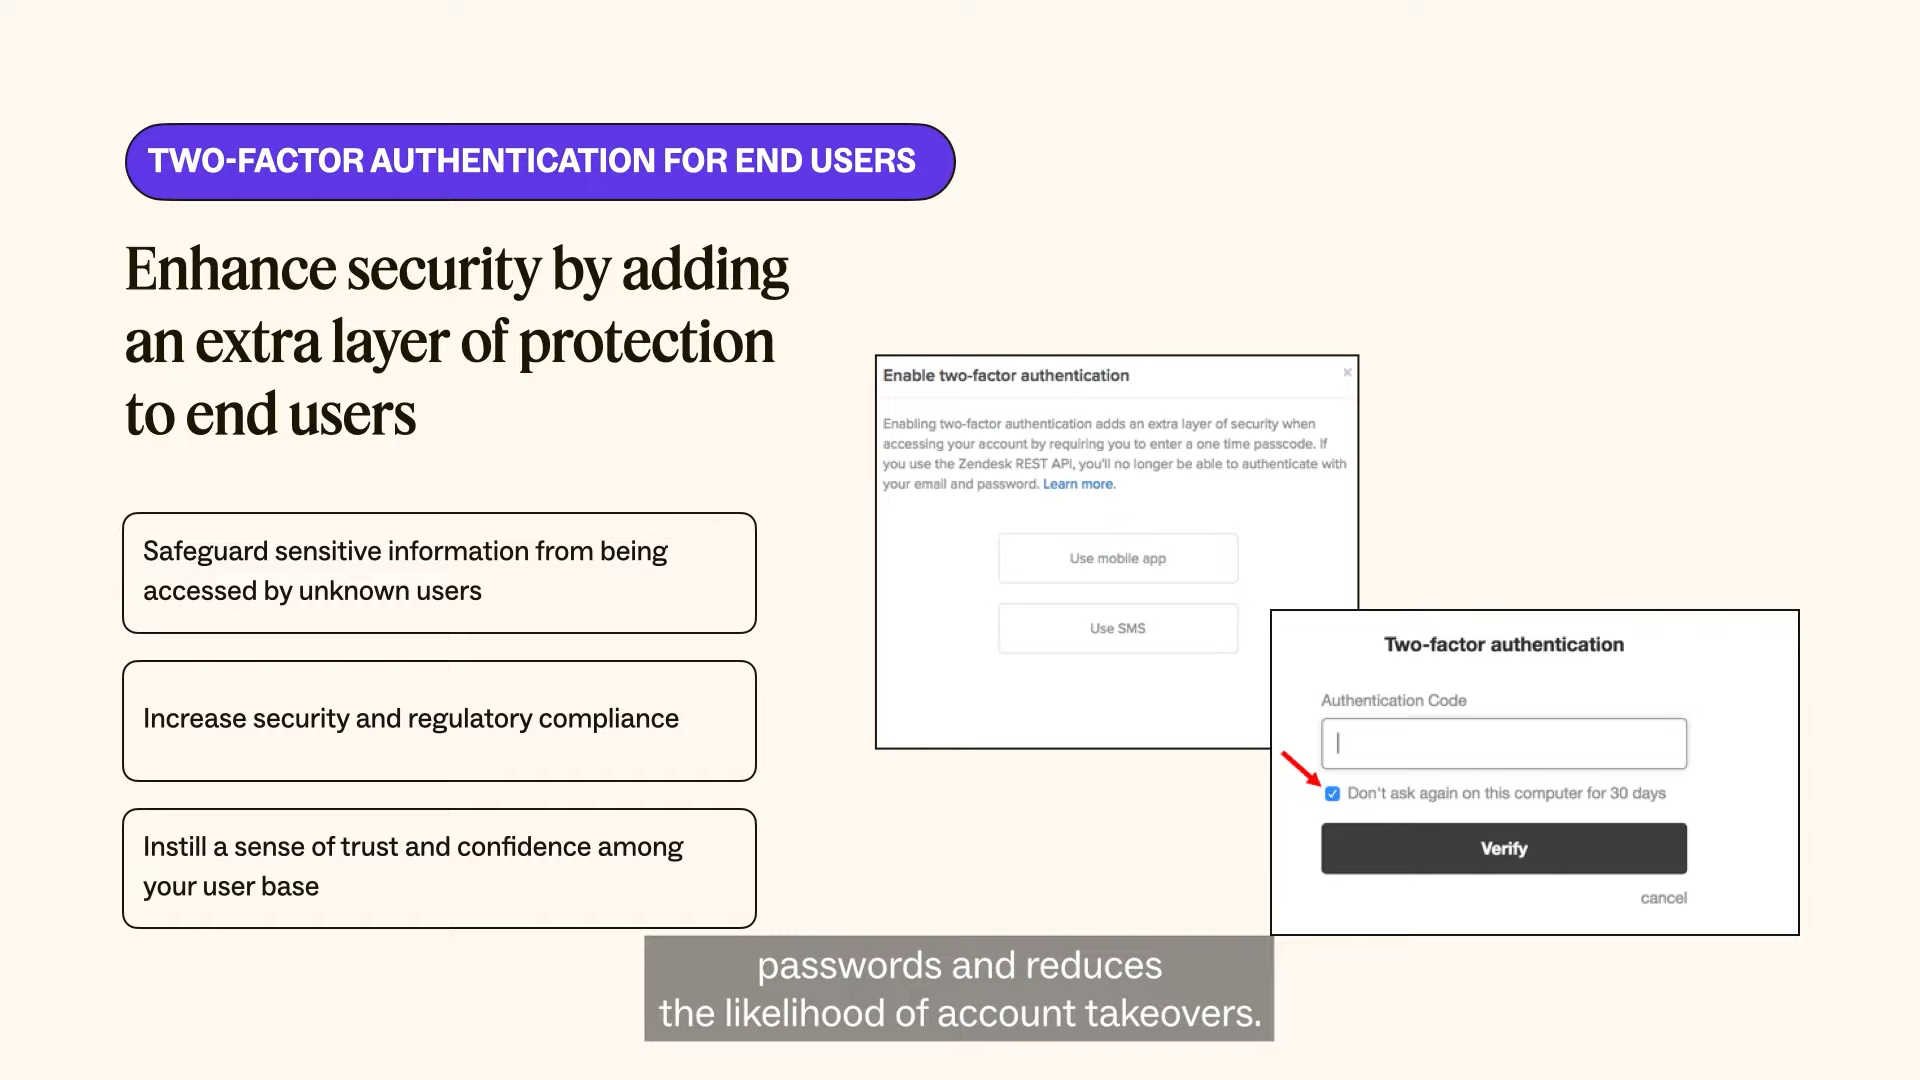 TWO-FACTOR AUTHENTICATION FOR END USERS
Enhance security by adding
an extra layer of protection
to end users
Safeguard sensitive information from being
accessed by unknown users
Increase security and regulatory compliance
Instill a sense of trust and confidence among
your user base
Enable two-factor authentication
Enabling two-factor authentication adds an extra layer of security when
accessing your account by requiring you to enter a one time passcode. If
you use the Zendesk REST API, you'll no longer be able to authenticate with
your email and password. Learn more.
Use mobile app
Use SMS
Two-factor authentication
Authentication Code
Don't ask again on this computer for 30 days
Verify
cancel
passwords and reduces
the likelihood of account takeovers.